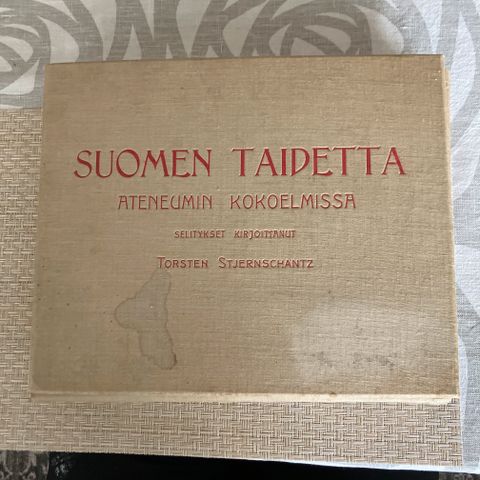 SUOMEN TAIDETTA
ATENEUMIN KOKOELMISSA
SELITYKSET KIRJOITTANUT
TORSTEN STJERNSCHANTZ